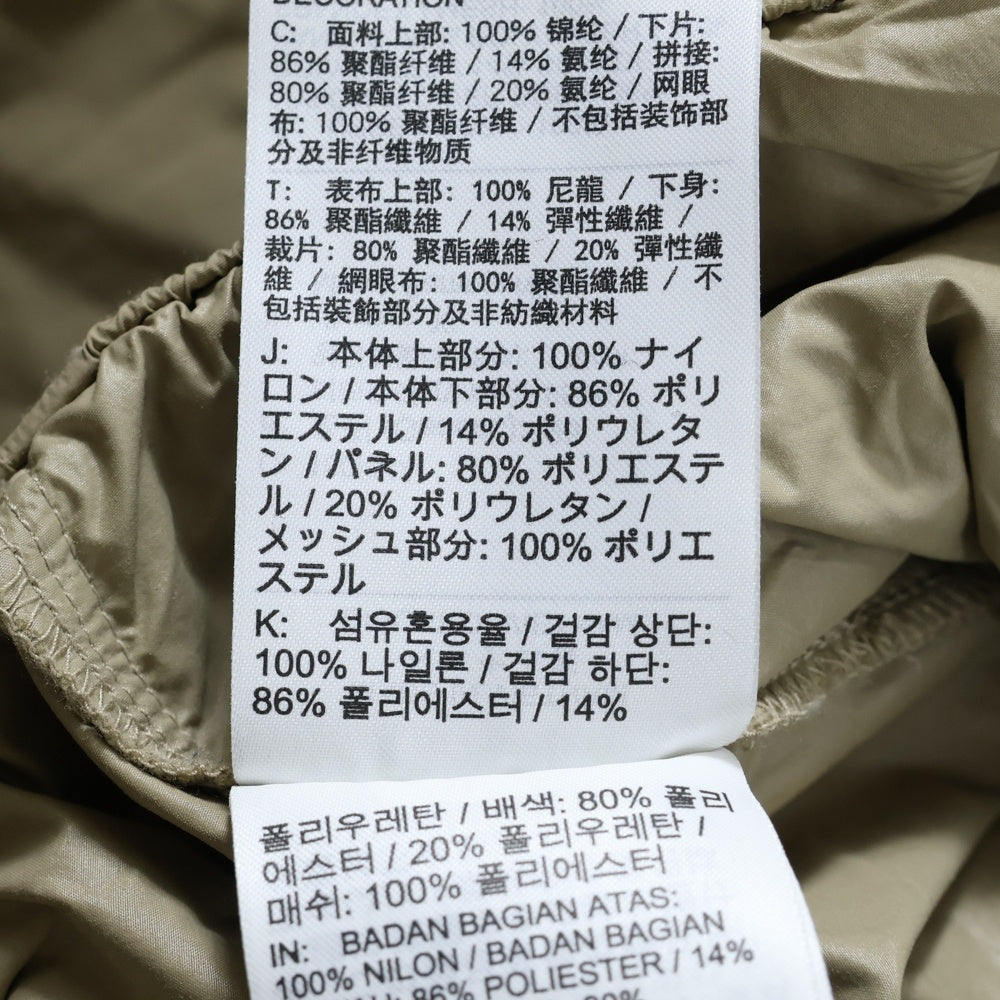 DECORATION
C: 面料上部: 100% 锦纶 / 下片:
86% 聚酯纤维 / 14% 氨纶 / 拼接:
80% 聚酯纤维 / 20% 氨纶 / 网眼
布: 100% 聚酯纤维 / 不包括装饰部
分及非纤维物质
T: 表布上部: 100% 尼龍 / 下身:
86% 聚酯纖維 / 14% 彈性纖維 /
裁片: 80% 聚酯纖維 / 20% 彈性纖
維 / 網眼布: 100% 聚酯纖維 / 不
包括裝飾部分及非紡織材料
J: 本体上部分: 100% ナイ
ロン / 本体下部分: 86% ポリ
エステル / 14% ポリウレタ
ン / パネル: 80% ポリエステ
ル / 20% ポリウレタン /
メッシュ部分: 100% ポリエ
ステル
K: 섬유혼용율 / 겉감 상단:
100% 나일론 / 겉감 하단:
86% 폴리에스터 / 14%
폴리우레탄 / 배색: 80% 폴리
에스터 / 20% 폴리우레탄 /
매쉬: 100% 폴리에스터
IN: BADAN BAGIAN ATAS:
100% NILON / BADAN BAGIAN
86% POLIESTER / 14%